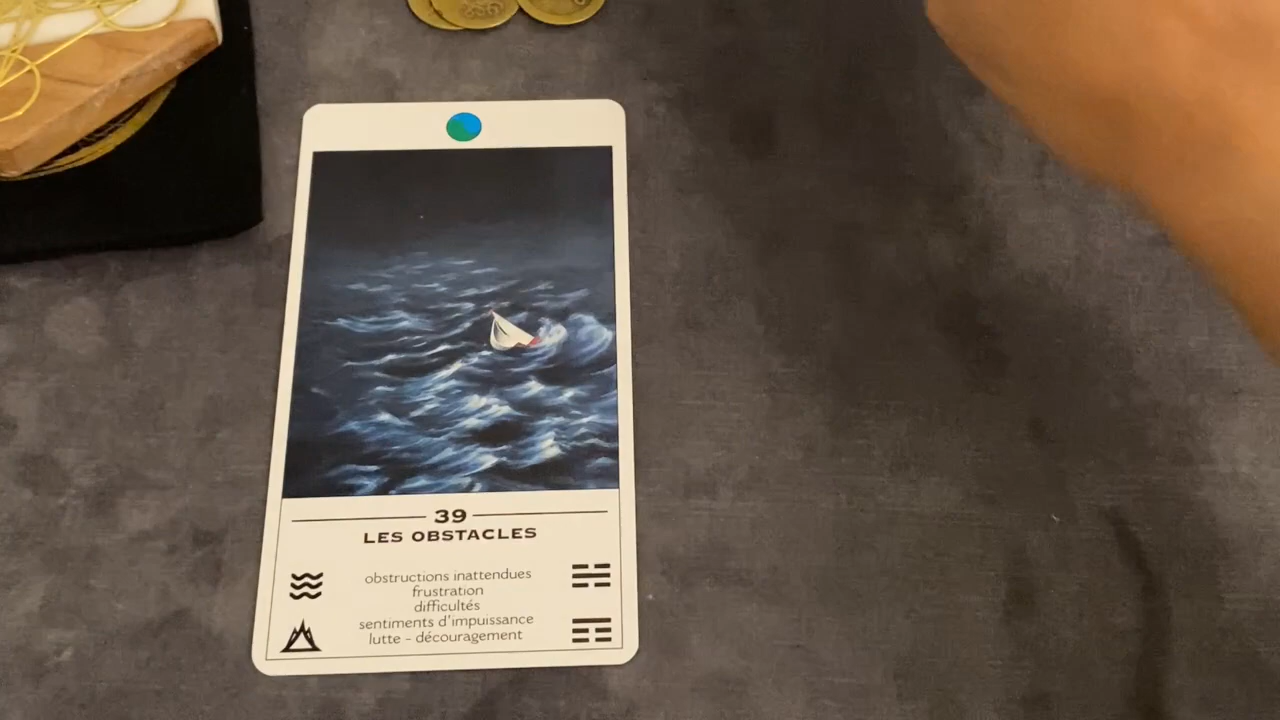 39
LES OBSTACLES
obstructions inattendues
frustration
difficultés
sentiments d'impuissance
lutte - découragement